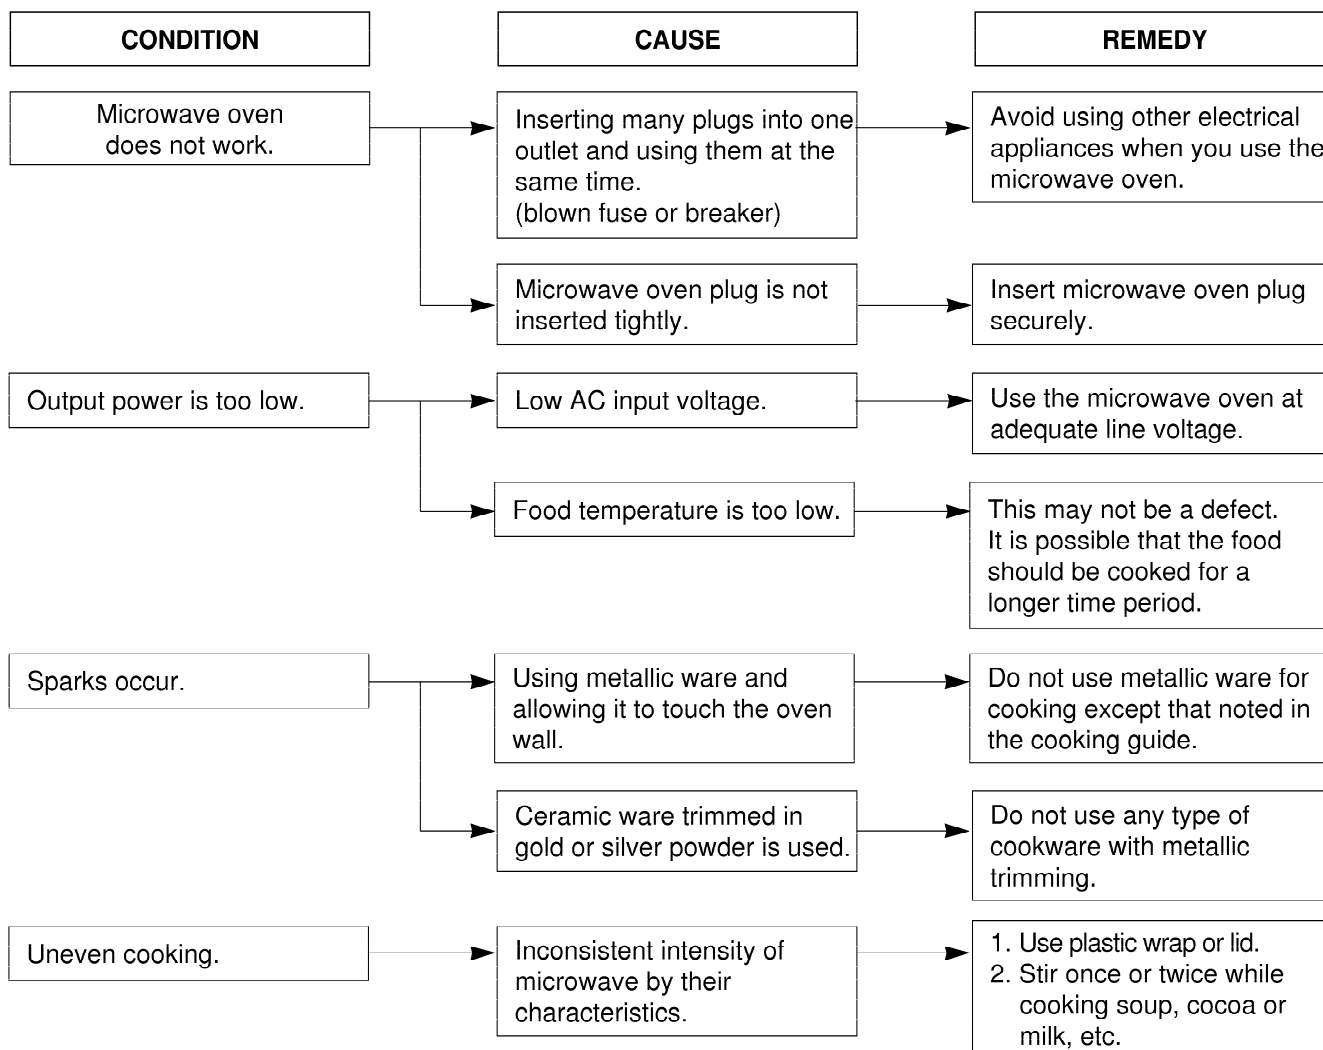 CONDITION
CAUSE
REMEDY
Microwave oven
does not work.
Inserting many plugs into one
outlet and using them at the
same time.
(blown fuse or breaker)
Avoid using other electrical
appliances when you use the
microwave oven.
Microwave oven plug is not
inserted tightly.
Insert microwave oven plug
securely.
Output power is too low.
Low AC input voltage.
Use the microwave oven at
adequate line voltage.
Food temperature is too low.
This may not be a defect.
It is possible that the food
should be cooked for a
longer time period.
Sparks occur.
Using metallic ware and
allowing it to touch the oven
wall.
Do not use metallic ware for
cooking except that noted in
the cooking guide.
Ceramic ware trimmed in
gold or silver powder is used.
Do not use any type of
cookware with metallic
trimming.
Uneven cooking.
Inconsistent intensity of
microwave by their
characteristics.
1. Use plastic wrap or lid.
2. Stir once or twice while
cooking soup, cocoa or
milk, etc.